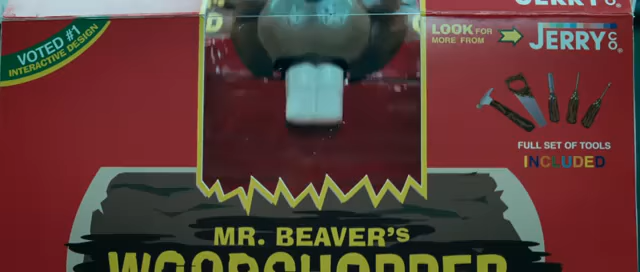 JERRY CO.
VOTED #1
INTERACTIVE DESIGN
LOOK FOR
MORE FROM
JERRY CO.
FULL SET OF TOOLS
INCLUDED
MR. BEAVER'S